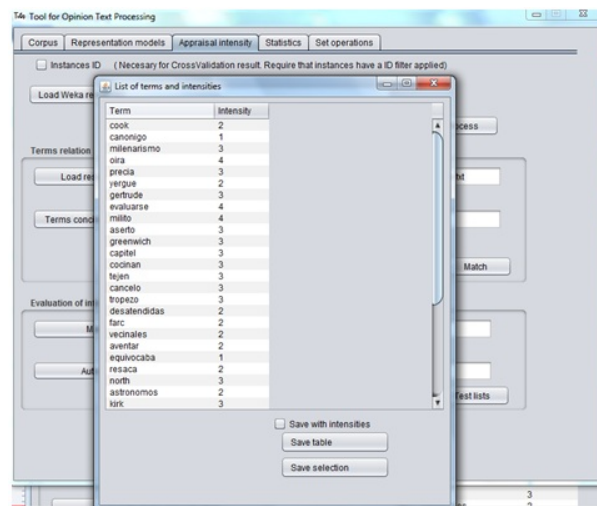 Tool for Opinion Text Processing
Corpus Representation models Appraisal intensity Statistics Set operations
Instances ID ( Necesary for CrossValidation result. Require that instances have a ID filter applied)
List of terms and intensities
Load Weka re
Term Intensity
cook 2
canonigo 1
ocess
milenarismo 3
Terms relation
oira 4
precia 3
Load re
txt
yergue 2
gertrude 3
evaluarse 4
Terms conc
milito 4
aserto 3
greenwich 3
capitel 3
cocinan 3
Match
tejen 3
cancelo 3
tropezo 3
Evaluation of int
desatendidas 2
farc 2
M
vecinales 2
aventar 2
equivocaba 1
Aut
resaca 2
north 3
astronomos 2
Test lists
kirk 3
Save with intensities
Save table
Save selection
3